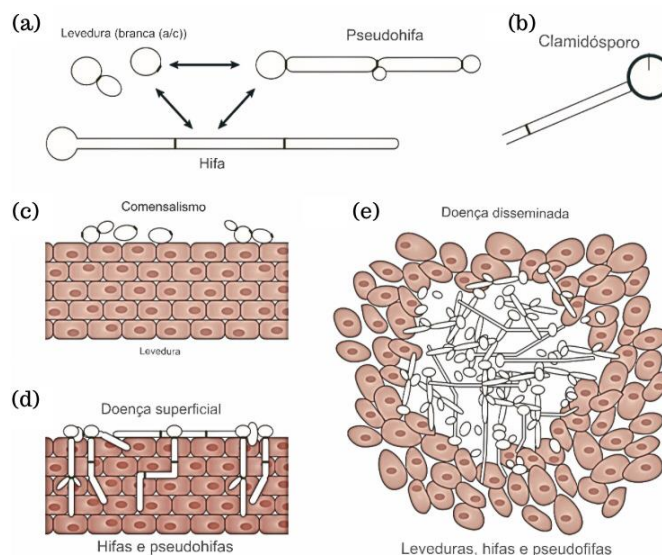 (a)
Levedura (branca (a/c))
Pseudohifa
Hifa
(b)
Clamidósporo
(c)
Comensalismo
Levedura
(d)
Doença superficial
Hifas e pseudohifas
(e)
Doença disseminada
Leveduras, hifas e pseudofifas